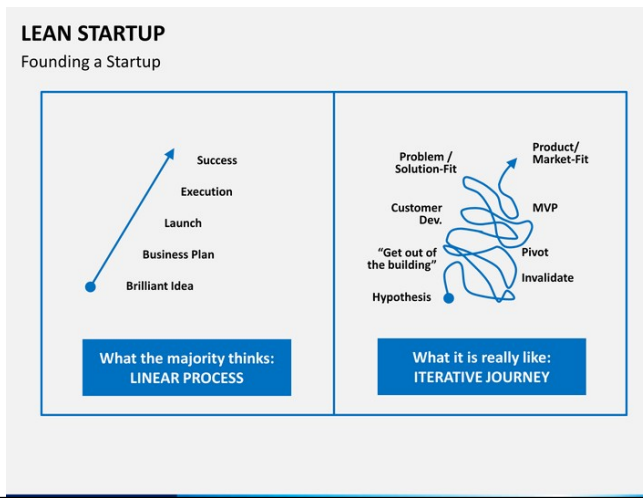 LEAN STARTUP
Founding a Startup
Success
Execution
Launch
Business Plan
Brilliant Idea
What the majority thinks:
LINEAR PROCESS
Product/
Market-Fit
Problem /
Solution-Fit
Customer
Dev.
MVP
“Get out of
the building”
Pivot
Invalidate
Hypothesis
What it is really like:
ITERATIVE JOURNEY